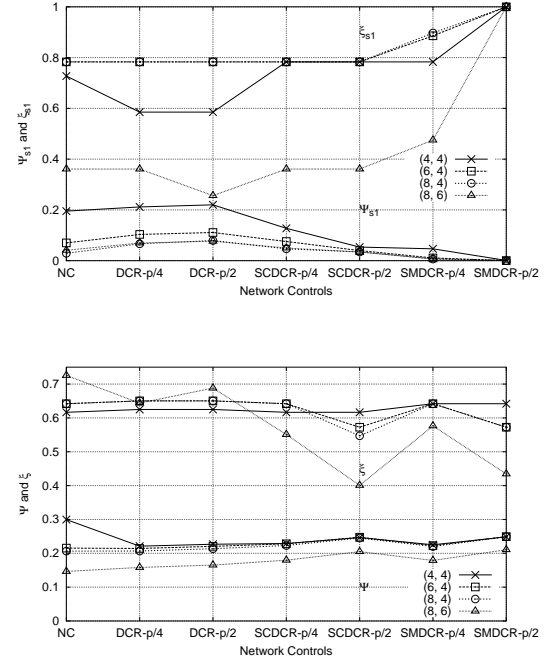 1
0.8
0.6
0.4
0.2
0
Ψs1 and ξs1
ξs1
Ψs1
(4, 4)
(6, 4)
(8, 4)
(8, 6)
NC DCR-p/4 DCR-p/2 SCDCR-p/4 SCDCR-p/2 SMDCR-p/4 SMDCR-p/2
Network Controls
0.7
0.6
0.5
0.4
0.3
0.2
0.1
0
Ψ and ξ
ξ
Ψ
(4, 4)
(6, 4)
(8, 4)
(8, 6)
NC DCR-p/4 DCR-p/2 SCDCR-p/4 SCDCR-p/2 SMDCR-p/4 SMDCR-p/2
Network Controls